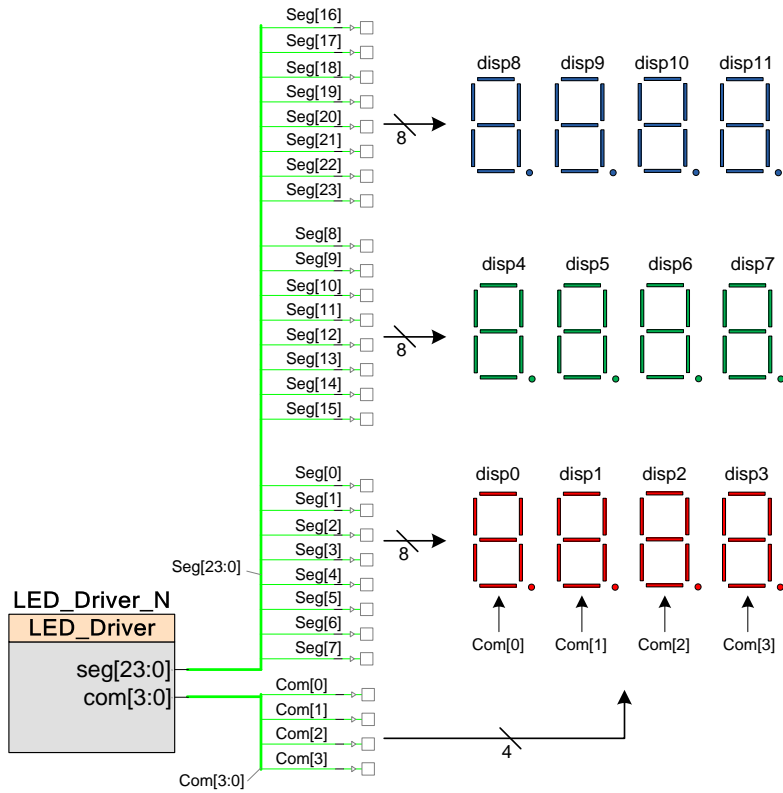 Seg[16]
Seg[17]
Seg[18]
Seg[19]
Seg[20]
Seg[21]
Seg[22]
Seg[23]
8
disp8 disp9 disp10 disp11
Seg[8]
Seg[9]
Seg[10]
Seg[11]
Seg[12]
Seg[13]
Seg[14]
Seg[15]
8
disp4 disp5 disp6 disp7
Seg[0]
Seg[1]
Seg[2]
Seg[3]
Seg[4]
Seg[5]
Seg[6]
Seg[7]
8
disp0 disp1 disp2 disp3
Com[0] Com[1] Com[2] Com[3]
Seg[23:0]
LED_Driver_N
LED_Driver
seg[23:0]
com[3:0]
Com[0]
Com[1]
Com[2]
Com[3]
4
Com[3:0]